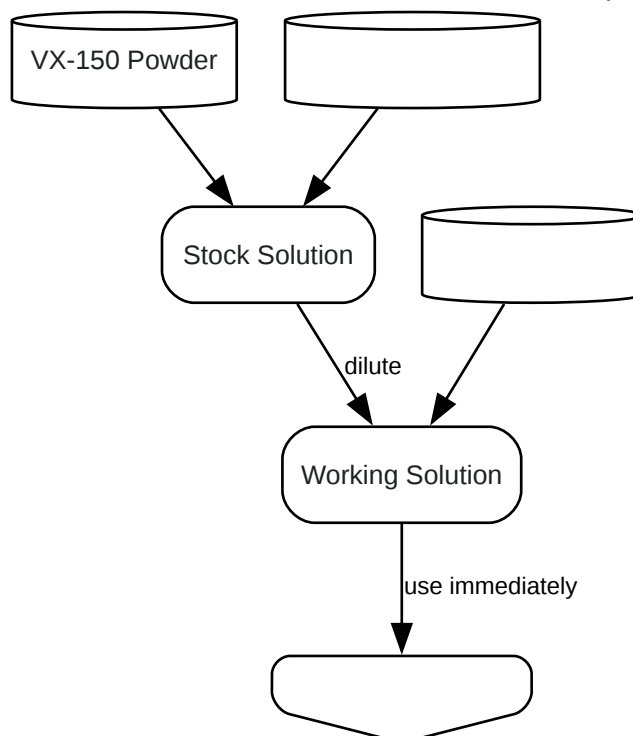 VX-150 Powder
Stock Solution
dilute
Working Solution
use immediately